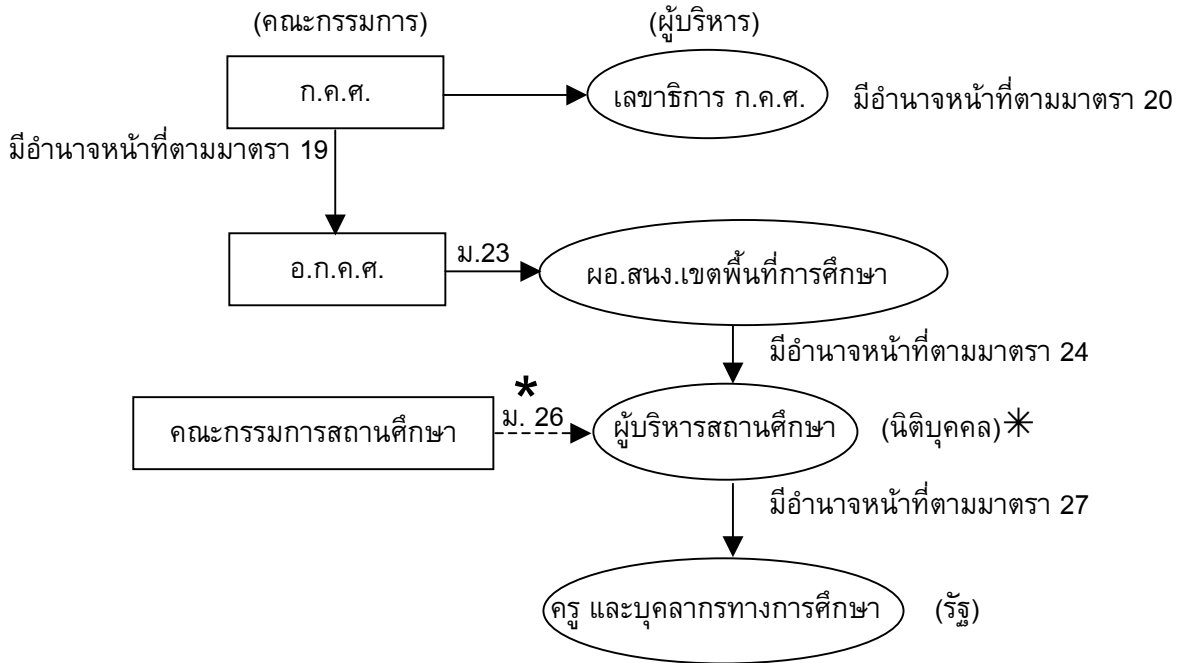 (คณะกรรมการ) (ผู้บริหาร)
ก.ค.ศ. เลขาธิการ ก.ค.ศ. มีอำนาจหน้าที่ตามมาตรา 20
มีอำนาจหน้าที่ตามมาตรา 19
อ.ก.ค.ศ. ม.23 ผอ.สนง.เขตพื้นที่การศึกษา
มีอำนาจหน้าที่ตามมาตรา 24
*
คณะกรรมการสถานศึกษา ม. 26 ผู้บริหารสถานศึกษา (นิติบุคคล)*
มีอำนาจหน้าที่ตามมาตรา 27
ครู และบุคลากรทางการศึกษา (รัฐ)